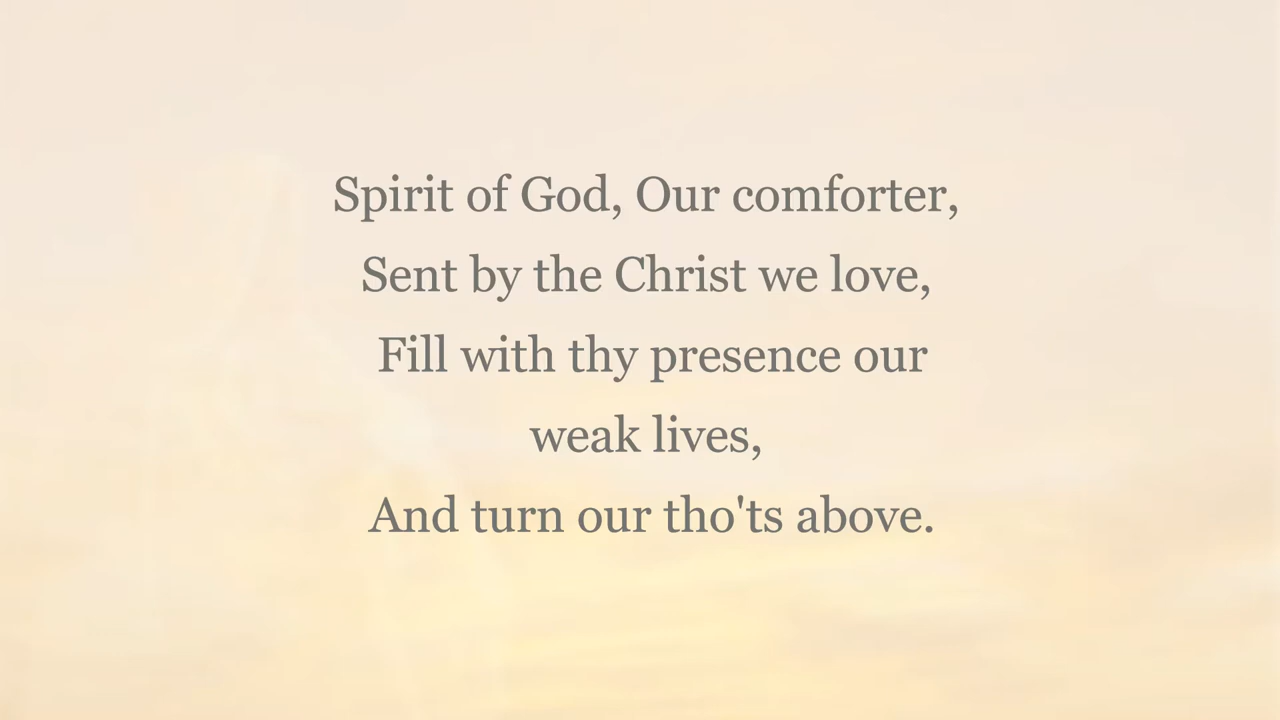 Spirit of God, Our comforter,
Sent by the Christ we love,
Fill with thy presence our
weak lives,
And turn our tho'ts above.